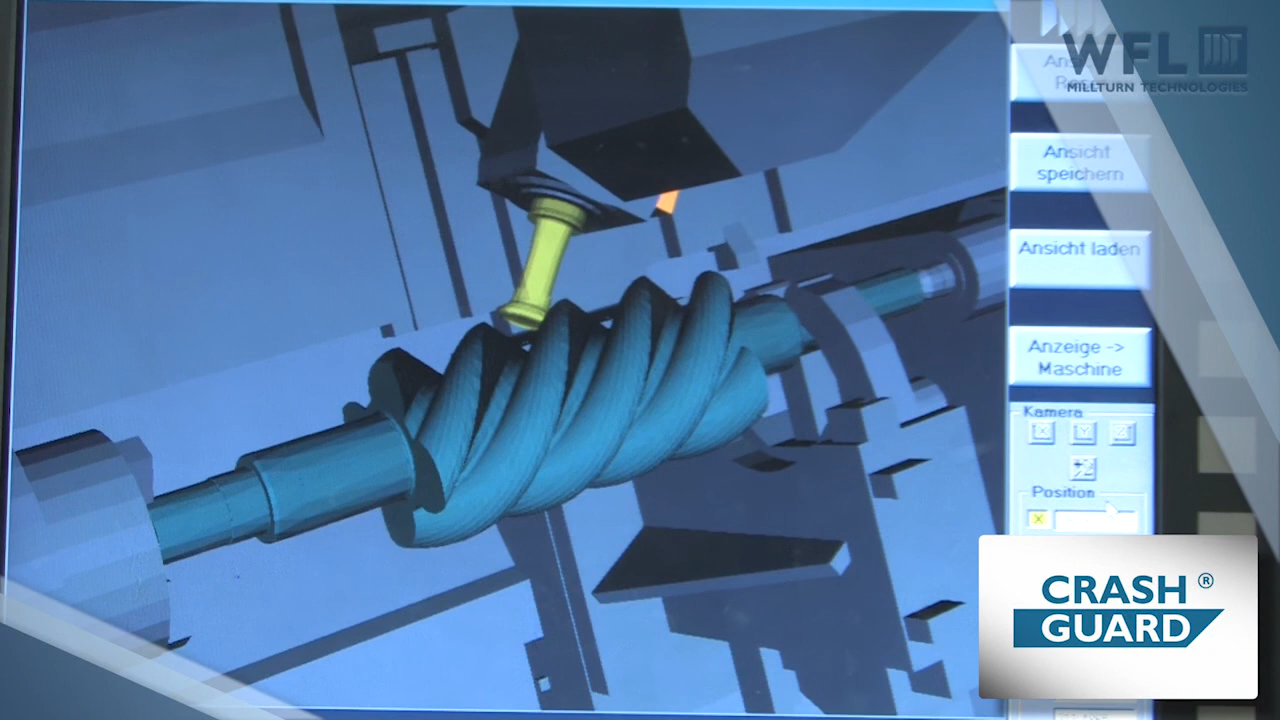 WFL
MILLTURN TECHNOLOGIES
Ansicht
speichern
Ansicht laden
Anzeige ->
Maschine
Kamera
Position
X
CRASH ®
GUARD